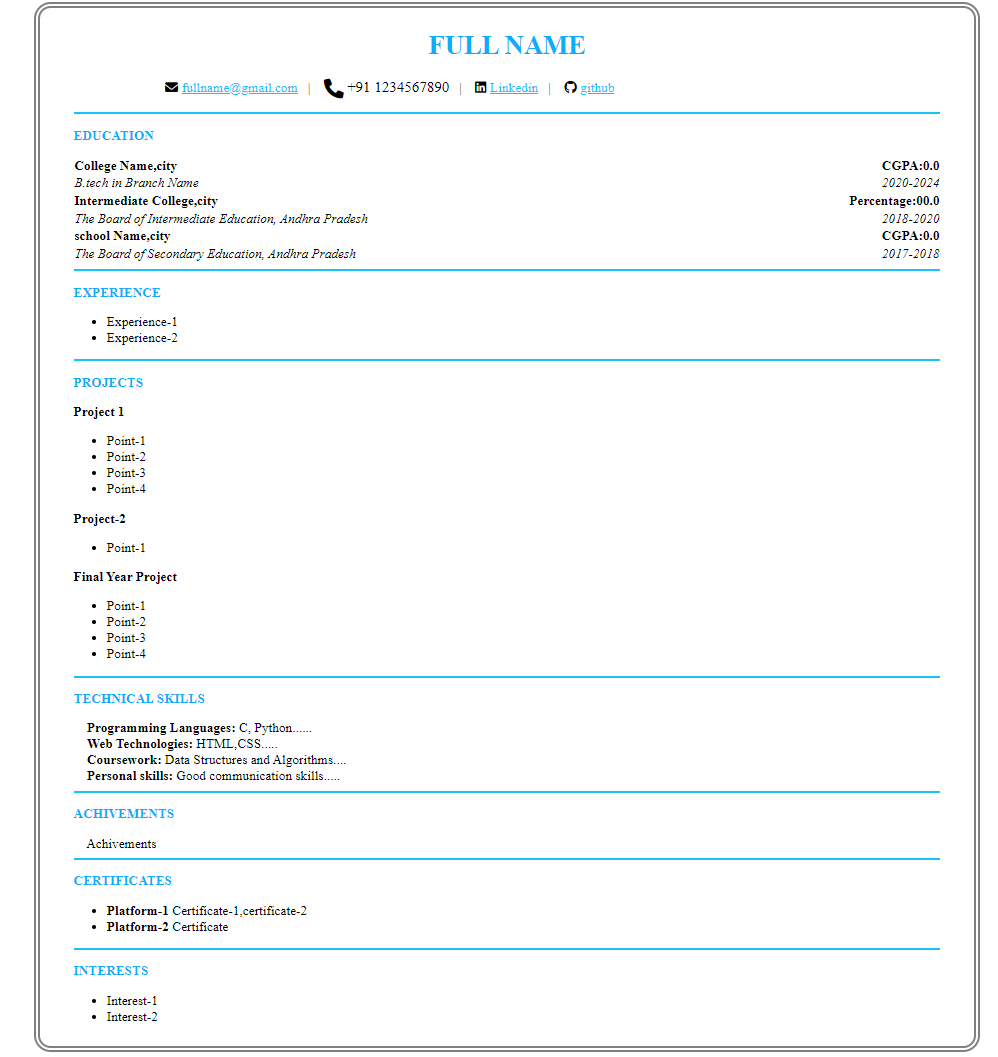 FULL NAME
fullname@gmail.com | +91 1234567890 | Linkedin | github
EDUCATION
College Name,city CGPA:0.0
B.tech in Branch Name 2020-2024
Intermediate College,city Percentage:00.0
The Board of Intermediate Education, Andhra Pradesh 2018-2020
school Name,city CGPA:0.0
The Board of Secondary Education, Andhra Pradesh 2017-2018
EXPERIENCE
• Experience-1
• Experience-2
PROJECTS
Project 1
• Point-1
• Point-2
• Point-3
• Point-4
Project-2
• Point-1
Final Year Project
• Point-1
• Point-2
• Point-3
• Point-4
TECHNICAL SKILLS
Programming Languages: C, Python......
Web Technologies: HTML,CSS.....
Coursework: Data Structures and Algorithms....
Personal skills: Good communication skills.....
ACHIVEMENTS
Achivements
CERTIFICATES
• Platform-1 Certificate-1,certificate-2
• Platform-2 Certificate
INTERESTS
• Interest-1
• Interest-2